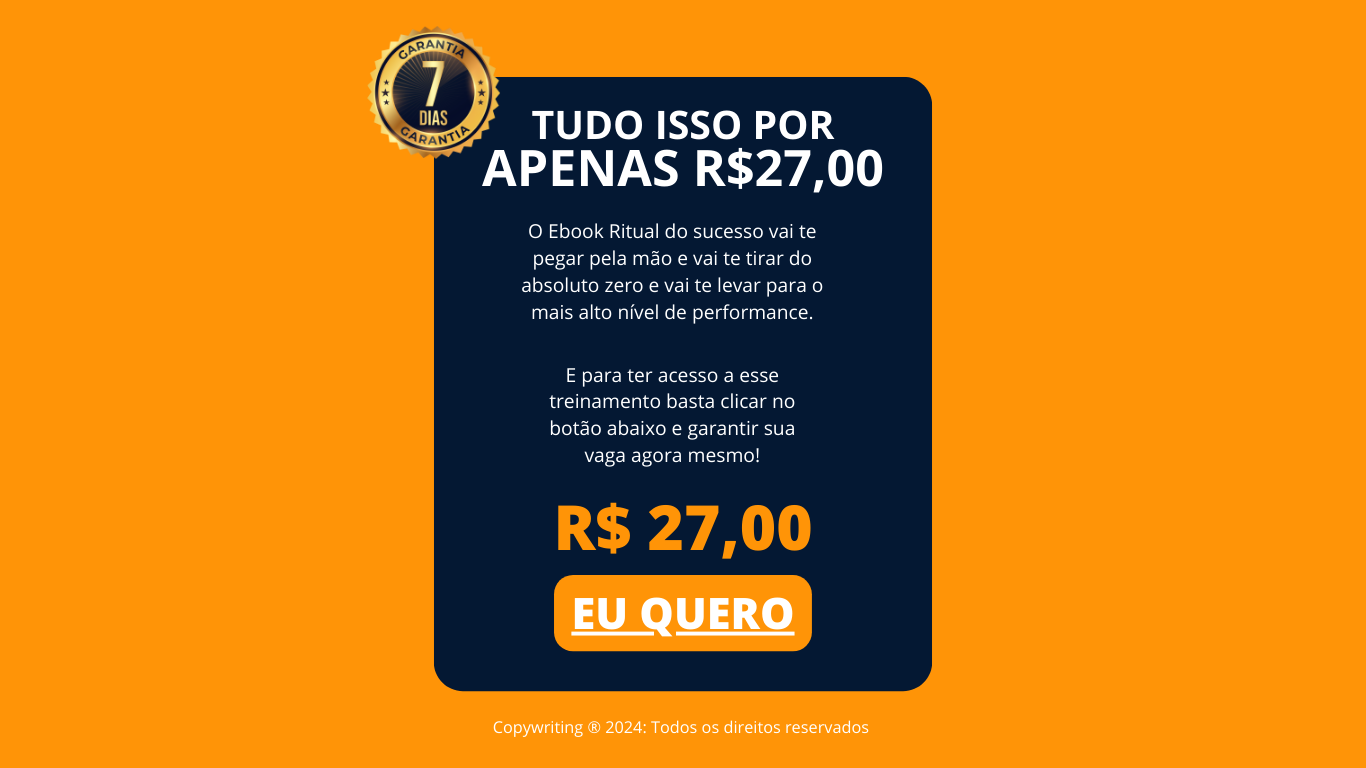 GARANTIA
7
DIAS
GARANTIA
TUDO ISSO POR
APENAS R$27,00
O Ebook Ritual do sucesso vai te
pegar pela mão e vai te tirar do
absoluto zero e vai te levar para o
mais alto nível de performance.
E para ter acesso a esse
treinamento basta clicar no
botão abaixo e garantir sua
vaga agora mesmo!
R$ 27,00
EU QUERO
Copywriting ® 2024: Todos os direitos reservados